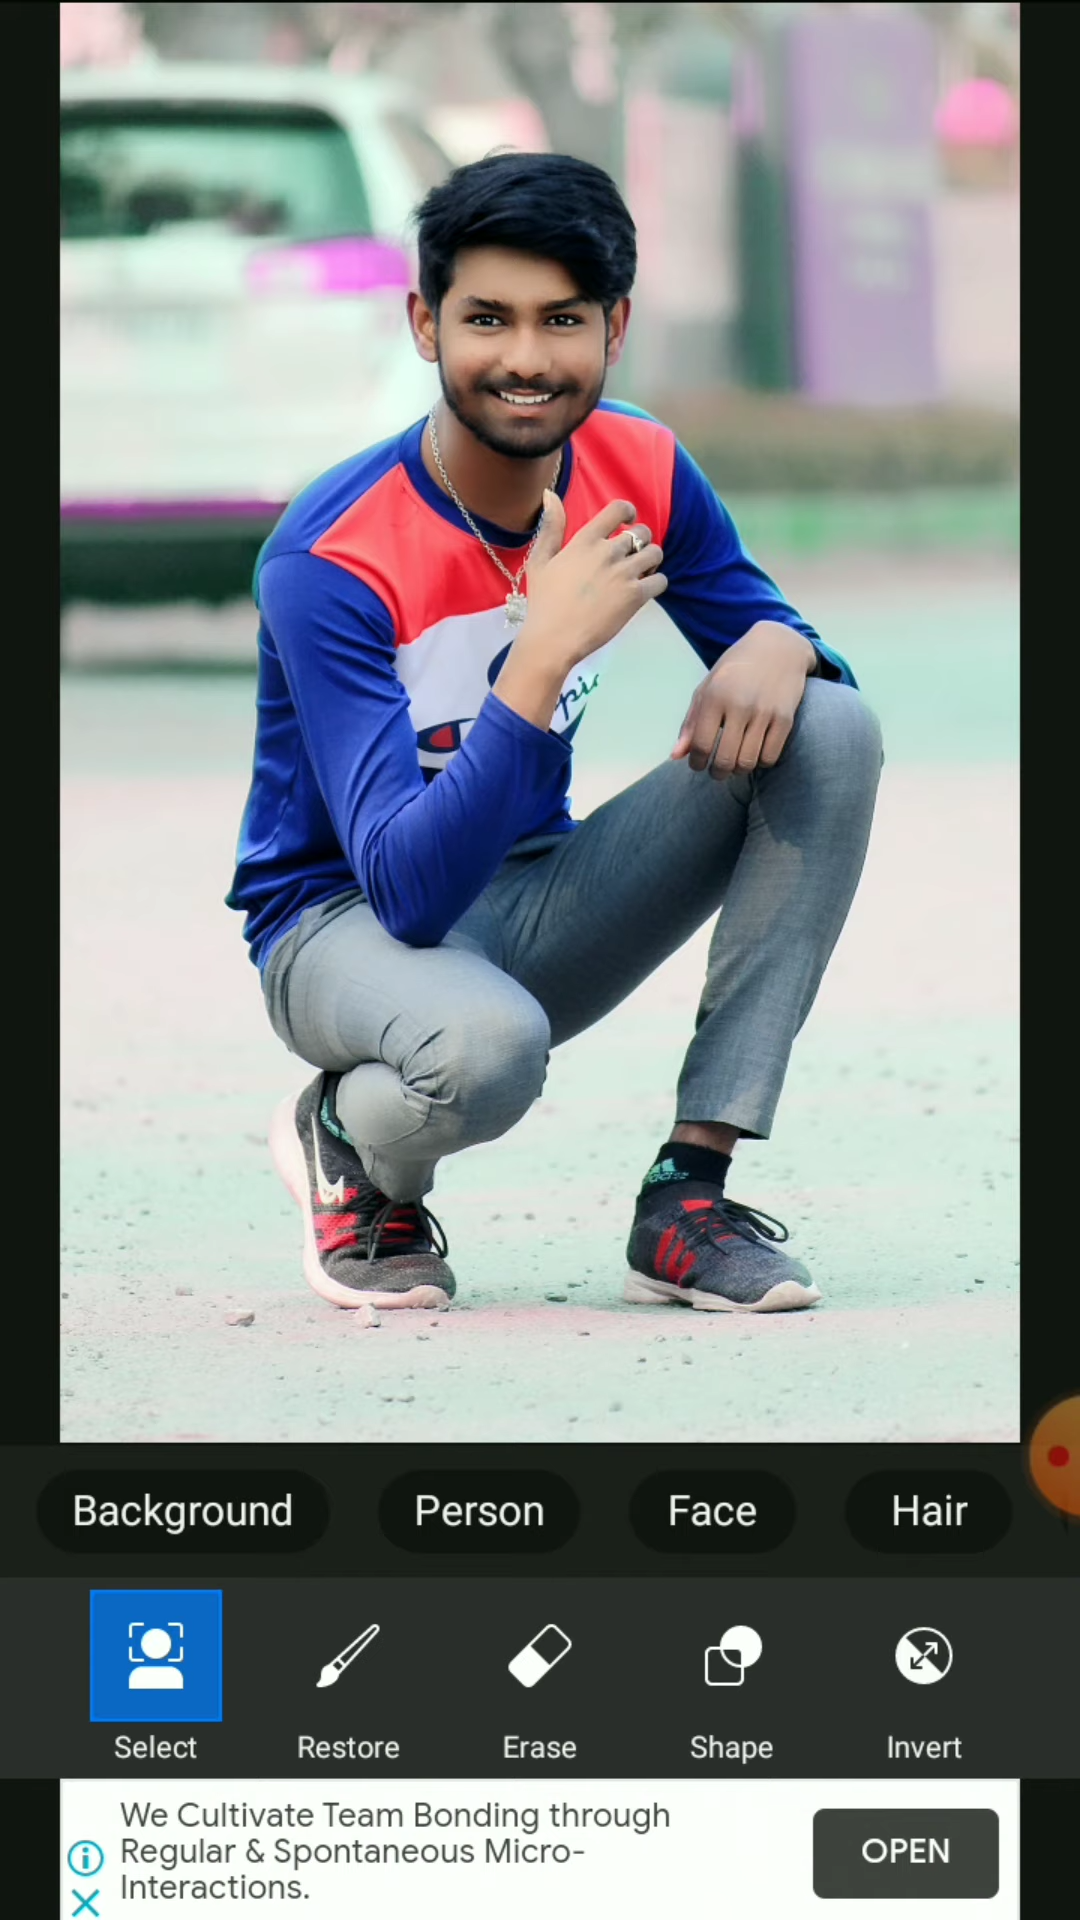 pio
Background Person Face Hair
Select Restore Erase Shape Invert
We Cultivate Team Bonding through
Regular & Spontaneous Micro-
Interactions.
OPEN